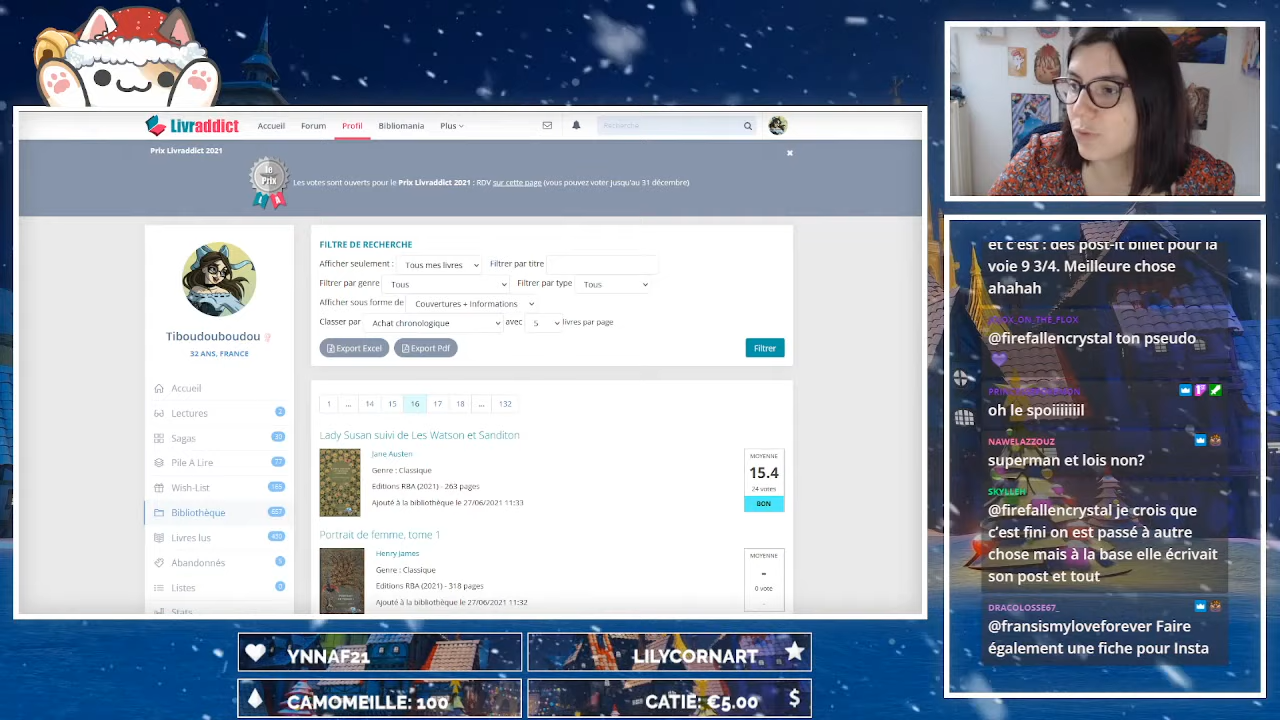 Livraddict
Accueil
Forum
Profil
Bibliomania
Plus
Recherche
Prix Livraddict 2021
Prix
Les votes sont ouverts pour le Prix Livraddict 2021 : RDV sur cette page (vous pouvez voter jusqu'au 31 décembre)
Tiboudouboudou
32 ANS, FRANCE
Accueil
Lectures
Sagas
Pile A Lire 77
Wish-List
Bibliothèque
Livres lus
Abandonnés
Listes 0
Stats
FILTRE DE RECHERCHE
Afficher seulement : Tous mes livres Filtrer par titre
Filtrer par genre Tous Filtrer par type Tous
Afficher sous forme de Couvertures + Informations
Classer par Achat chronologique avec 5 livres par page
Export Excel Export Pdf Filtrer
1 ... 14 15 16 17 18 ... 132
Lady Susan suivi de Les Watson et Sanditon
Jane Austen
Genre : Classique
Editions RBA (2021) - 263 pages
Ajouté à la bibliothèque le 27/06/2021 11:33
MOYENNE
15.4
24 votes
BON
Portrait de femme, tome 1
Henry James
Genre : Classique
Editions RBA (2021) - 318 pages
Ajouté à la bibliothèque le 27/06/2021 11:32
MOYENNE
-
0 vote
-
et c'est : des post-it billet pour la
voie 9 3/4. Meilleure chose
ahahah
@firefallencrystal ton pseudo
oh le spoiiiiiiil
NAWELAZZOUZ
superman et lois non?
SKYLLEH
@firefallencrystal je crois que
c'est fini on est passé à autre
chose mais à la base elle écrivait
son post et tout
DRACOLOSSE67_
@fransismyloveforever Faire
également une fiche pour Insta
YNNAF21
LILYCORNART
CAMOMEILLE: 100
CATIE: €5.00
$